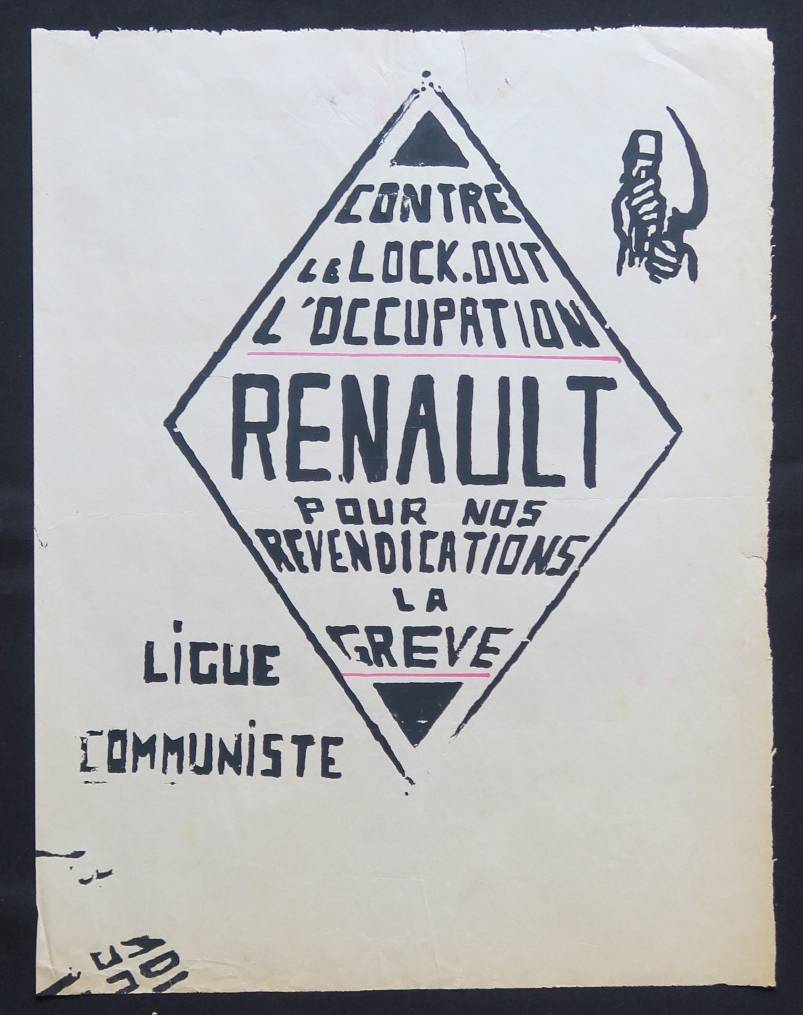 CONTRE
LE LOCK.OUT
L'OCCUPATION
RENAULT
POUR NOS
REVENDICATIONS
LA
GREVE
LIGUE
COMMUNISTE